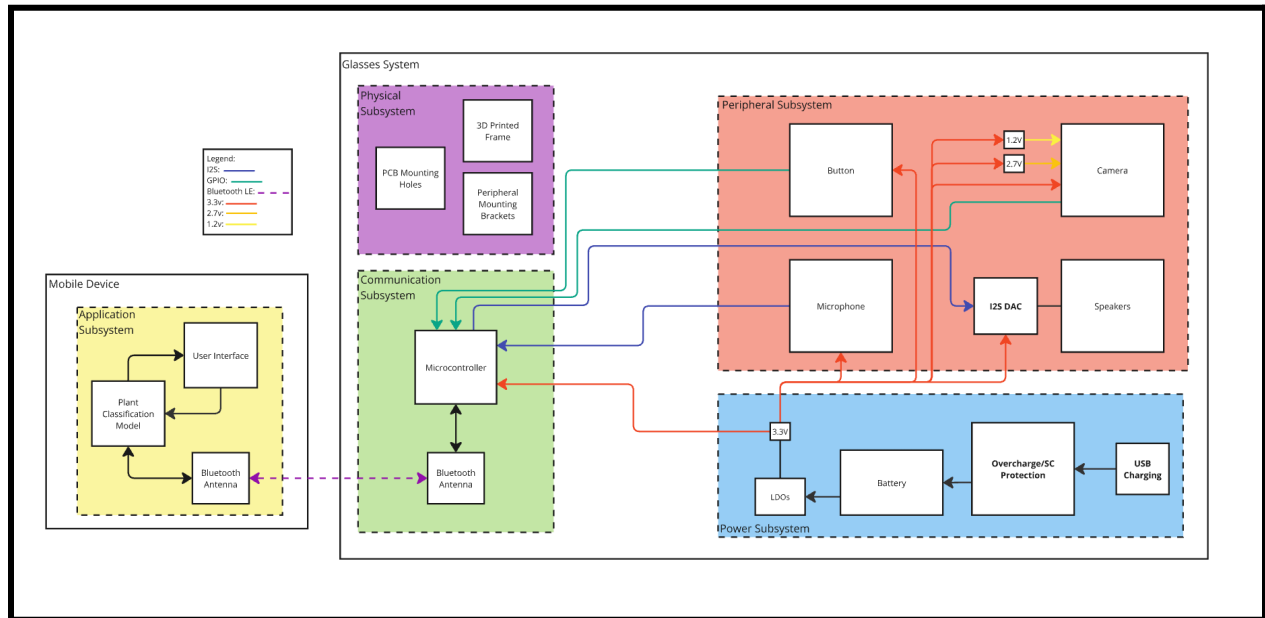 Glasses System
Physical
Subsystem
3D Printed
Frame
PCB Mounting
Holes
Peripheral
Mounting
Brackets
Peripheral Subsystem
Button
1.2V
2.7V
Camera
Microphone
I2S DAC
Speakers
Legend:
I2S:
GPIO:
Bluetooth LE:
3.3v:
2.7v:
1.2v:
Mobile Device
Application
Subsystem
User Interface
Plant
Classification
Model
Bluetooth
Antenna
Communication
Subsystem
Microcontroller
Bluetooth
Antenna
3.3V
LDOs
Battery
Overcharge/SC
Protection
USB
Charging
Power Subsystem